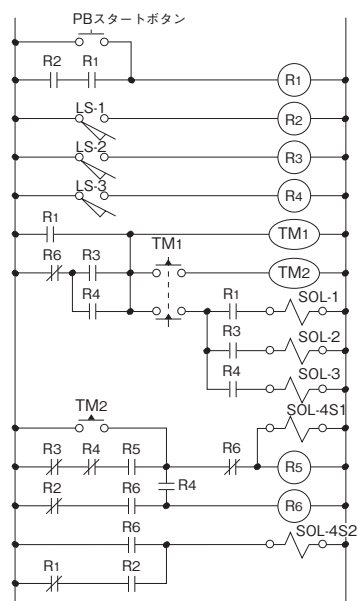 PBスタートボタン
R2 R1
R1
LS-1
R2
LS-2
R3
LS-3
R4
R1
TM1
TM1
R6 R3
TM2
R4
R1 SOL-1
R3 SOL-2
R4 SOL-3
TM2
SOL-4S1
R3 R4 R5 R6
R5
R4
R2 R6
R6
R6 SOL-4S2
R1 R2